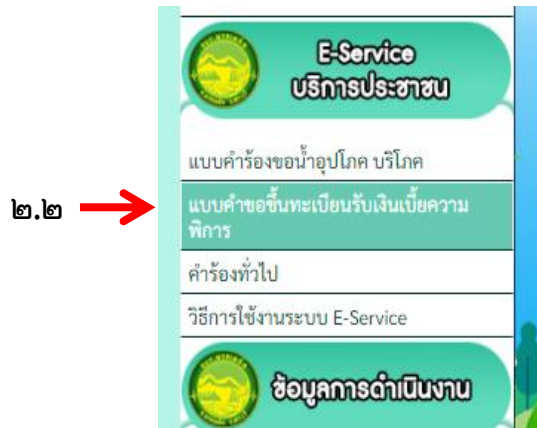 E-Service
บริการประชาชน
แบบคำร้องขอน้ำอุปโภค บริโภค
๒.๒
แบบคำขอขึ้นทะเบียนรับเงินเบี้ยความ
พิการ
คำร้องทั่วไป
วิธีการใช้งานระบบ E-Service
ข้อมูลการดำเนินงาน